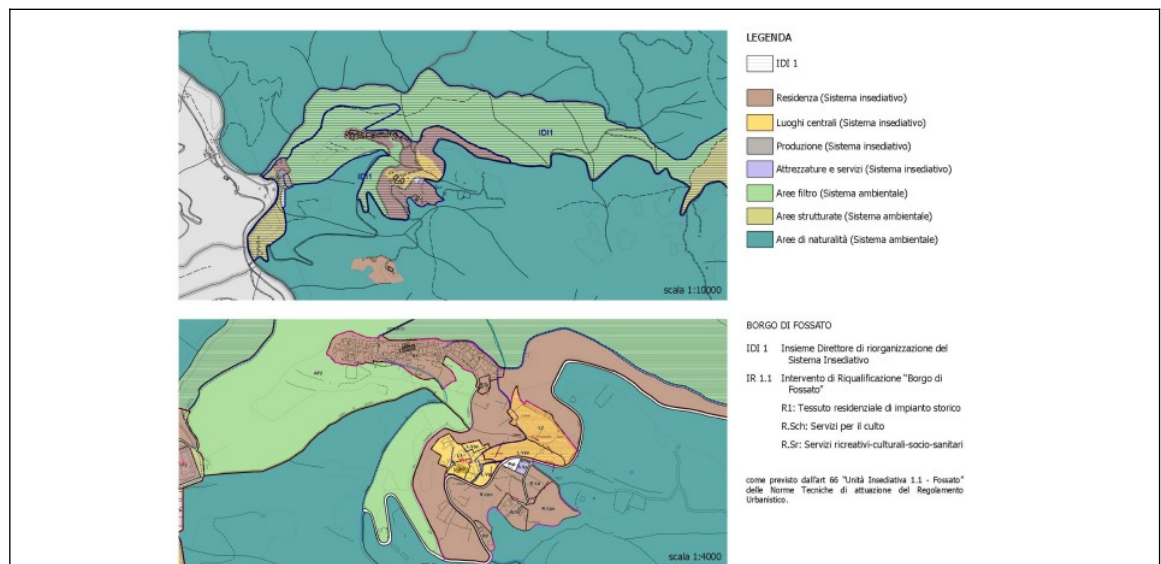 LEGENDA
IDI 1
Residenza (Sistema insediativo)
Luoghi centrali (Sistema insediativo)
Produzione (Sistema insediativo)
Attrezzature e servizi (Sistema insediativo)
Aree filtro (Sistema ambientale)
Aree strutturate (Sistema ambientale)
Aree di naturalità (Sistema ambientale)
IDI1
IDI1
scala 1:10000
BORGO DI FOSSATO
IDI 1 Insieme Direttore di riorganizzazione del
Sistema Insediativo
IR 1.1 Intervento di Riqualificazione "Borgo di
Fossato"
R1: Tessuto residenziale di impianto storico
R.Sch: Servizi per il culto
R.Sr: Servizi ricreativi-culturali-socio-sanitari
come previsto dall'art 66 "Unità Insediativa 1.1 - Fossato"
delle Norme Tecniche di attuazione del Regolamento
Urbanistico.
scala 1:4000